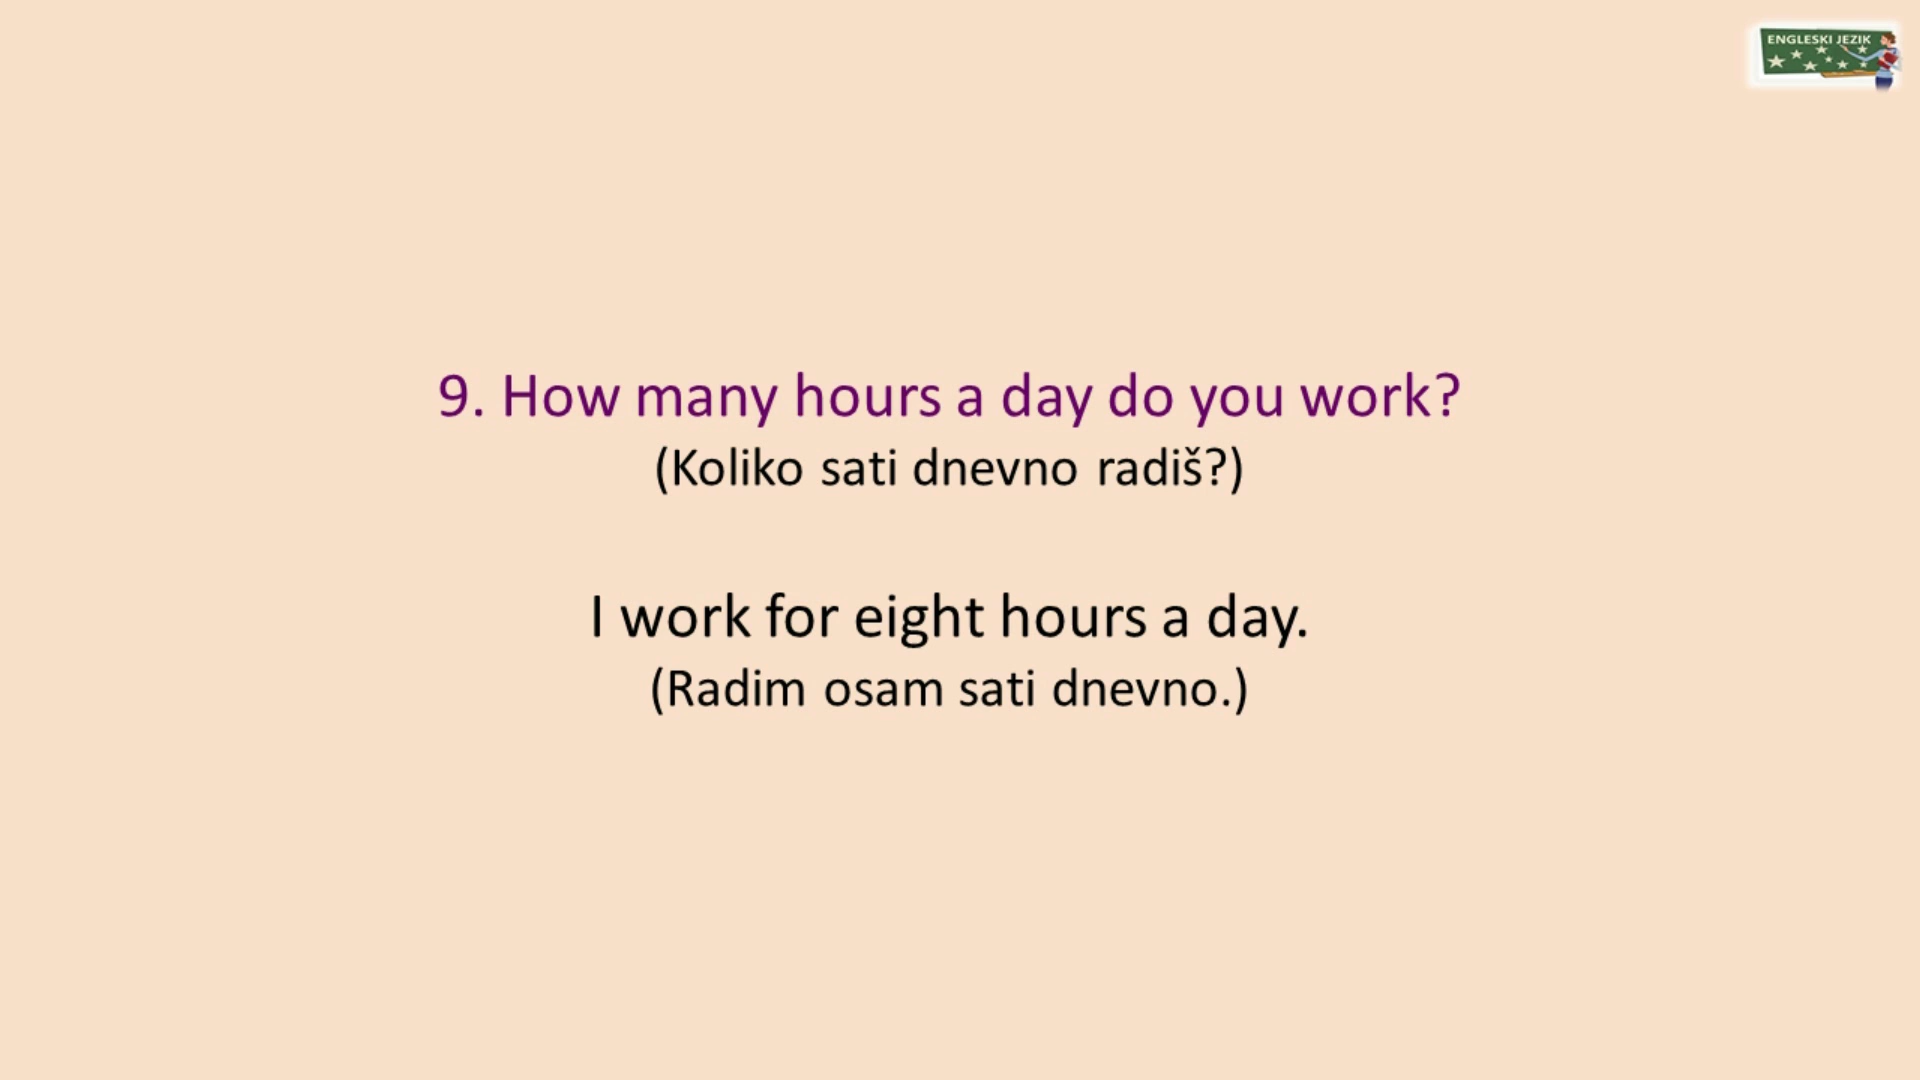 ENGLESKI JEZIK
9. How many hours a day do you work?
(Koliko sati dnevno radiš?)
I work for eight hours a day.
(Radim osam sati dnevno.)